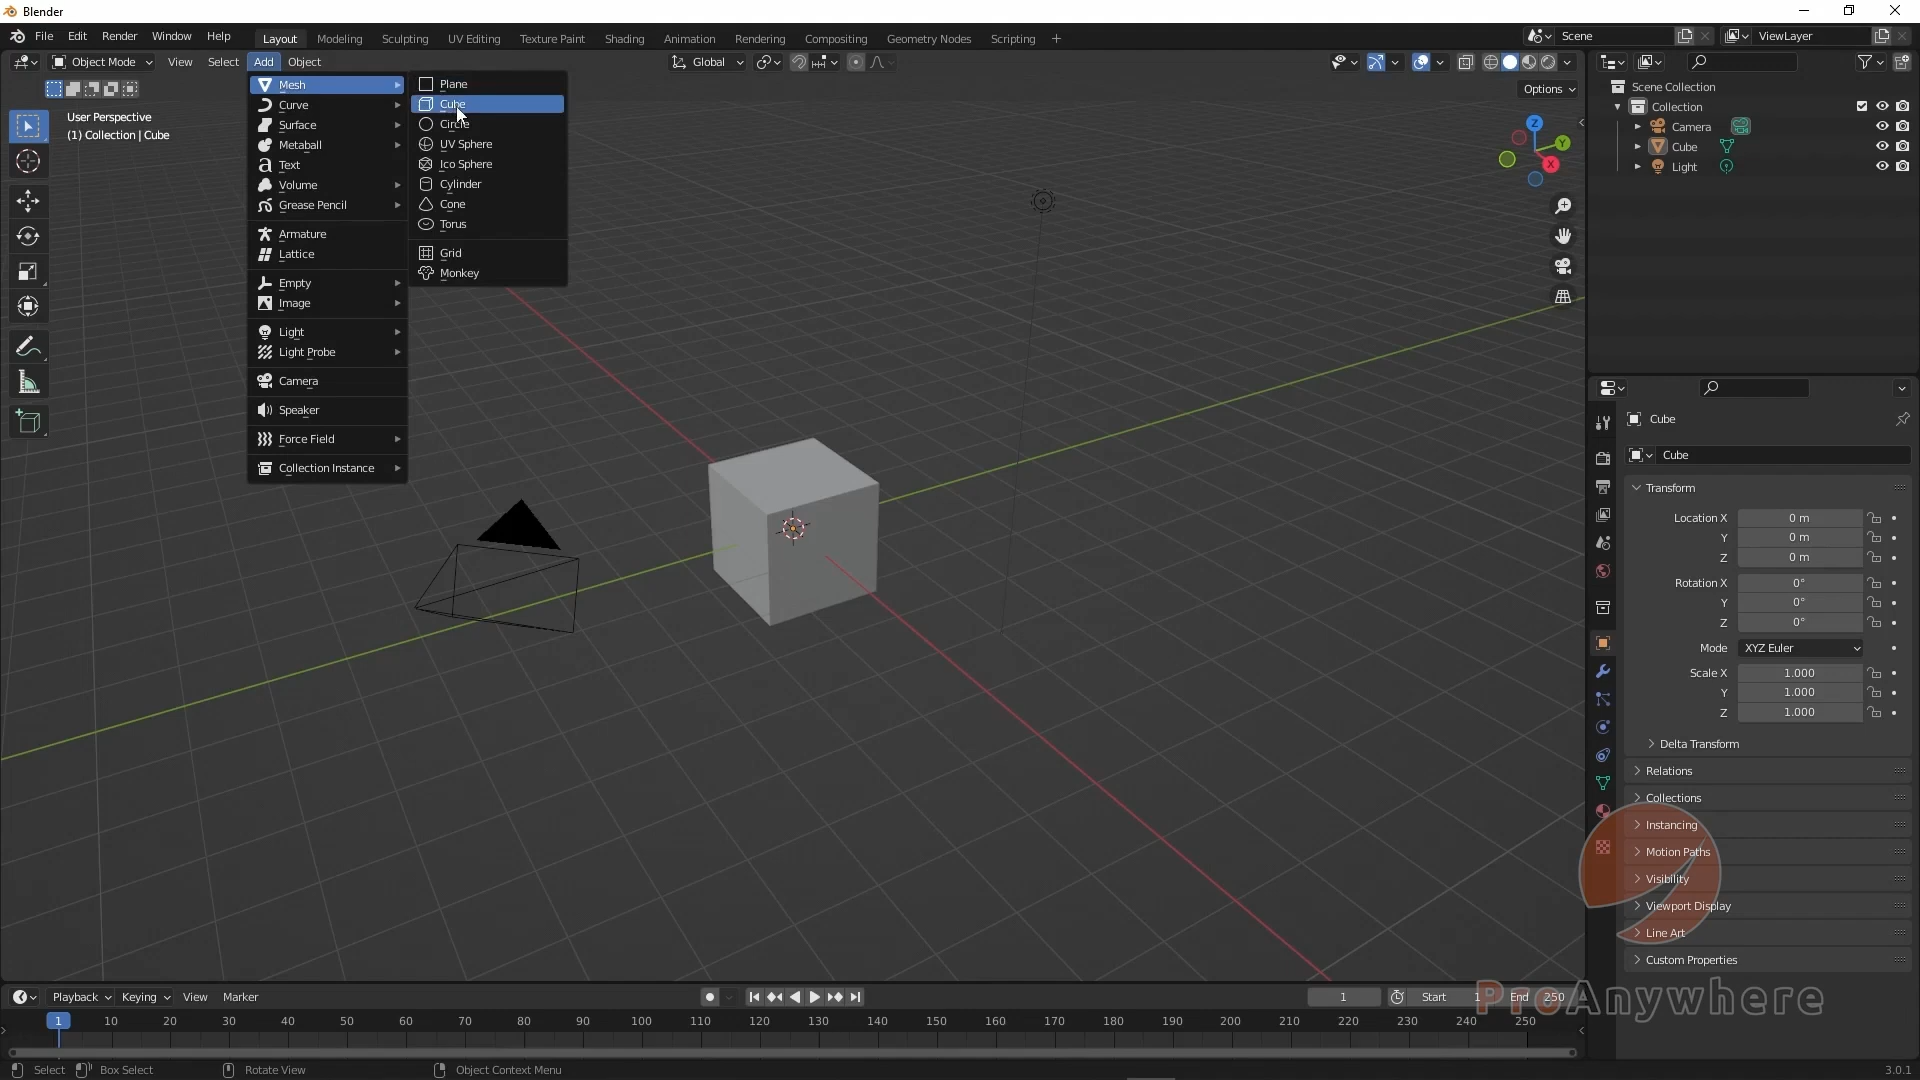 Blender
File Edit Render Window Help
Layout Modeling Sculpting UV Editing Texture Paint Shading Animation Rendering Compositing Geometry Nodes Scripting +
Scene
ViewLayer
Object Mode View Select Add Object
Global
Options
User Perspective
(1) Collection | Cube
Mesh
Curve
Surface
Metaball
Text
Volume
Grease Pencil
Armature
Lattice
Empty
Image
Light
Light Probe
Camera
Speaker
Force Field
Collection Instance
Plane
Cube
Circle
UV Sphere
Ico Sphere
Cylinder
Cone
Torus
Grid
Monkey
Z
Y
X
Scene Collection
Collection
Camera
Cube
Light
Cube
Cube
Transform
Location X 0 m
Y 0 m
Z 0 m
Rotation X 0°
Y 0°
Z 0°
Mode XYZ Euler
Scale X 1.000
Y 1.000
Z 1.000
Delta Transform
Relations
Collections
Instancing
Motion Paths
Visibility
Viewport Display
Line Art
Custom Properties
Playback Keying View Marker
1 Start 1 End 250
ProAnywhere
1 10 20 30 40 50 60 70 80 90 100 110 120 130 140 150 160 170 180 190 200 210 220 230 240 250
Select Box Select Rotate View Object Context Menu
3.0.1